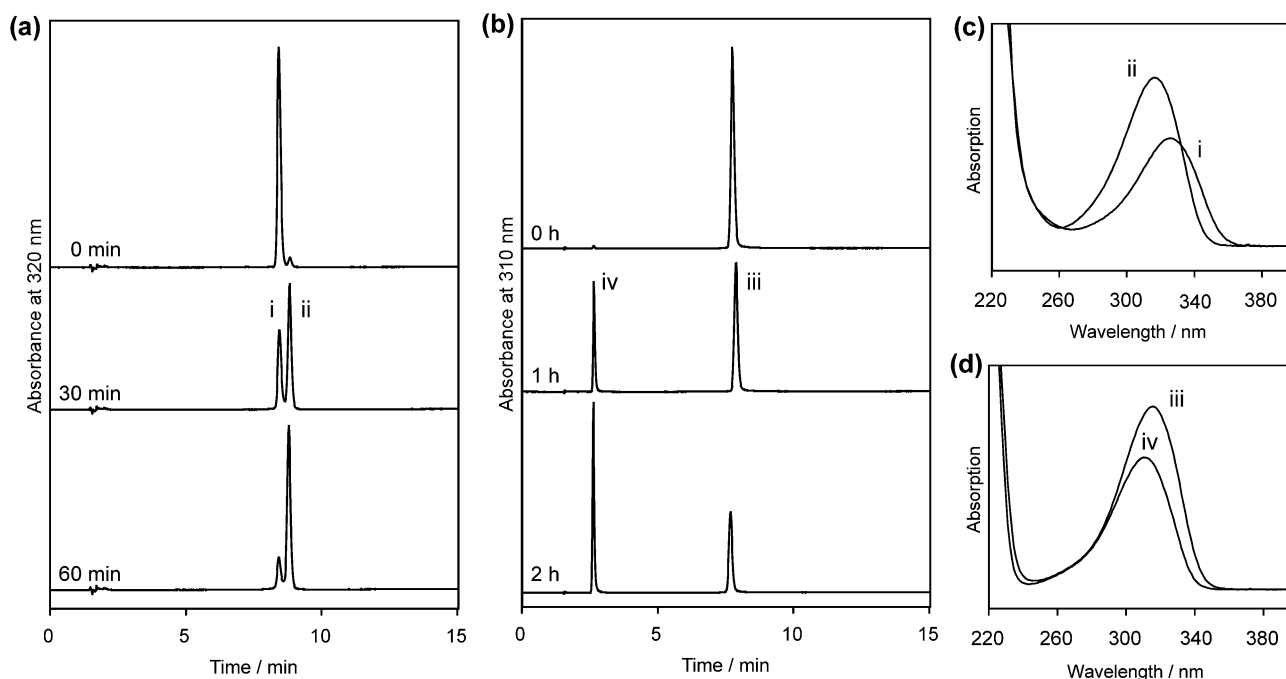 (a)
Absorbance at 320 nm
0 min
i
ii
30 min
60 min
0
5
10
15
Time / min
(b)
Absorbance at 310 nm
0 h
iv
iii
1 h
2 h
0
5
10
15
Time / min
(c)
Absorption
ii
i
220
260
300
340
380
Wavelength / nm
(d)
Absorption
iii
iv
220
260
300
340
380
Wavelength / nm